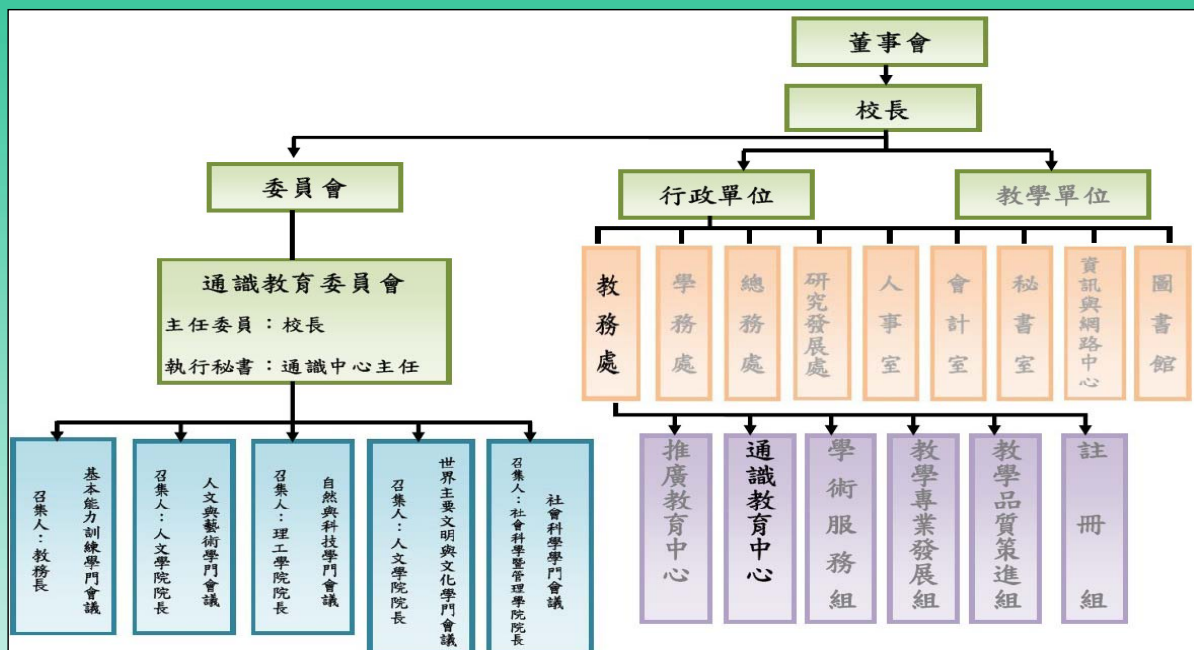 董事會
校長
委員會
行政單位
教學單位
通識教育委員會
主任委員：校長
執行秘書：通識中心主任
教務處
學務處
總務處
研究發展處
人事室
會計室
秘書室
資訊與網路中心
圖書館
基本能力訓練學門會議
召集人：教務長
人文與藝術學門會議
召集人：人文學院院長
自然與科技學門會議
召集人：理工學院院長
世界主要文明與文化學門會議
召集人：人文學院院長
社會科學學門會議
召集人：社會科學暨管理學院院長
推廣教育中心
通識教育中心
學術服務組
教學專業發展組
教學品質策進組
註冊組